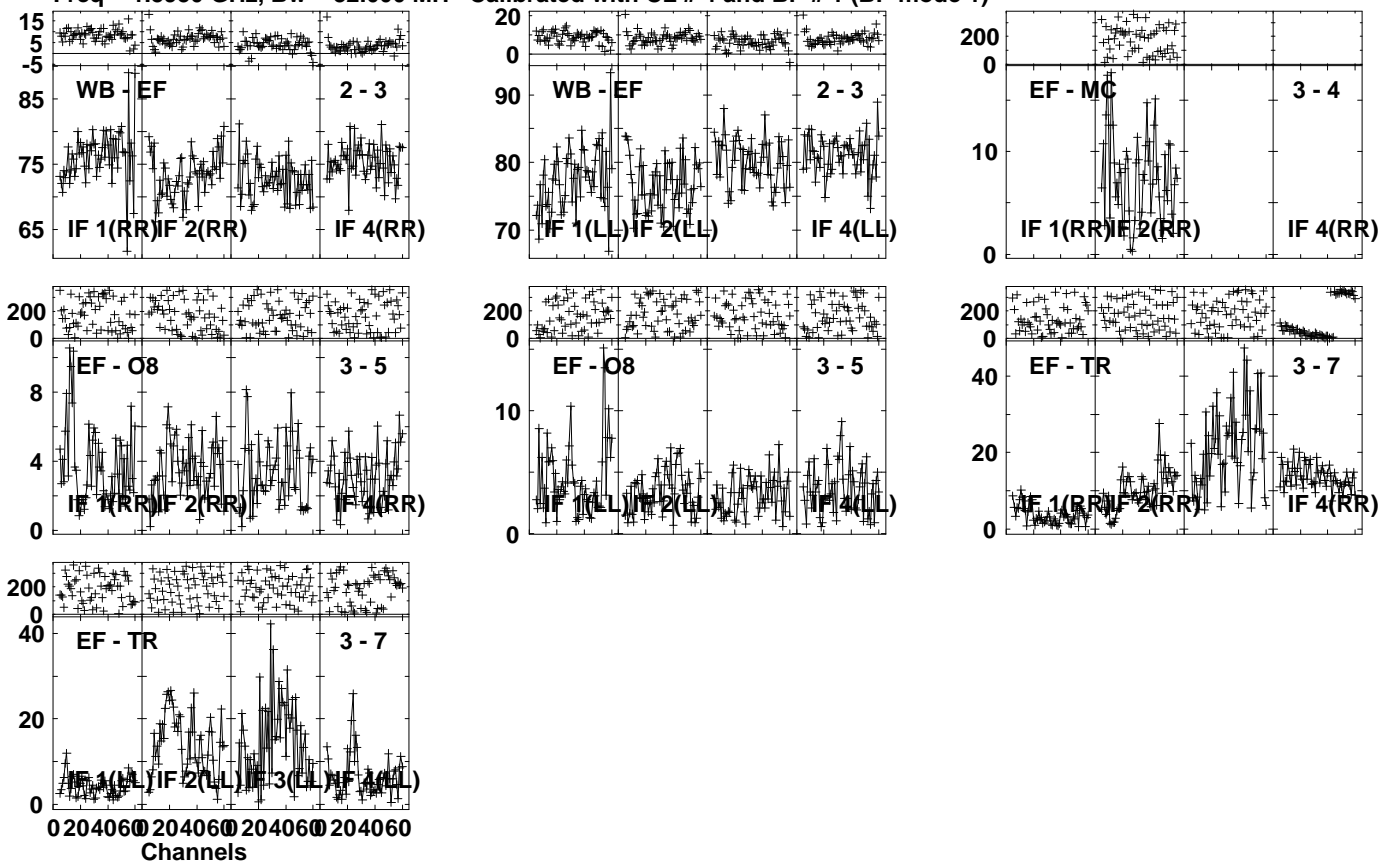 15
5
-5
85
75
65
WB - EF 2 - 3
IF 1(RR) IF 2(RR) IF 4(RR)
20
0
90
80
70
WB - EF 2 - 3
IF 1(LL) IF 2(LL) IF 4(LL)
200
0
10
0
EF - MC 3 - 4
IF 1(RR) IF 2(RR) IF 4(RR)
200
0
8
4
0
EF - O8 3 - 5
IF 1(RR) IF 2(RR) IF 4(RR)
200
0
10
0
EF - O8 3 - 5
IF 1(LL) IF 2(LL) IF 4(LL)
200
0
40
20
0
EF - TR 3 - 7
IF 1(RR) IF 2(RR) IF 4(RR)
200
0
40
20
0
EF - TR 3 - 7
IF 1(LL) IF 2(LL) IF 3(LL) IF 4(LL)
0 20 40 60 0 20 40 60 0 20 40 60 0 20 40 60
Channels